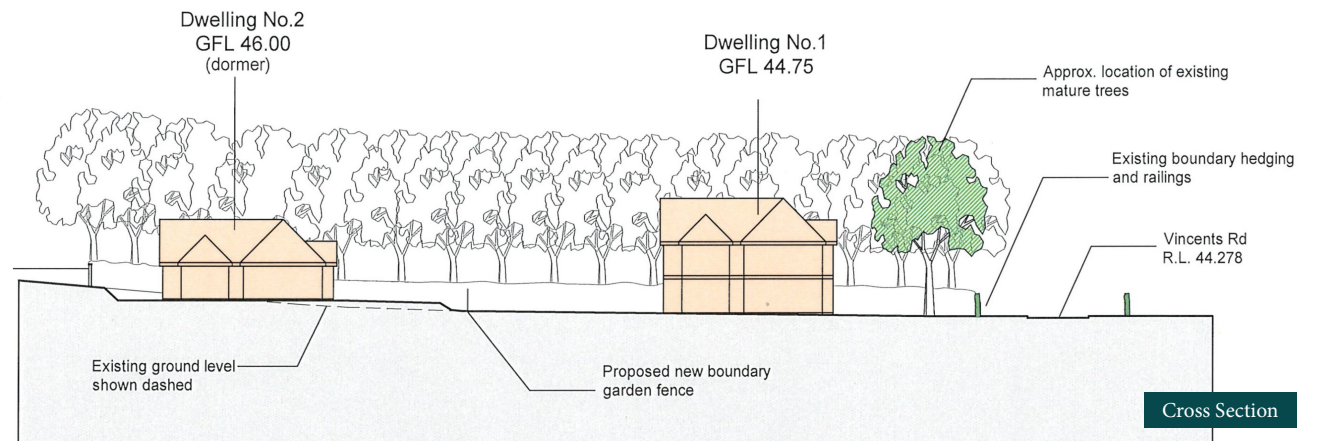 Dwelling No.2
GFL 46.00
(dormer)
Dwelling No.1
GFL 44.75
Approx. location of existing
mature trees
Existing boundary hedging
and railings
Vincents Rd
R.L. 44.278
Existing ground level
shown dashed
Proposed new boundary
garden fence
Cross Section